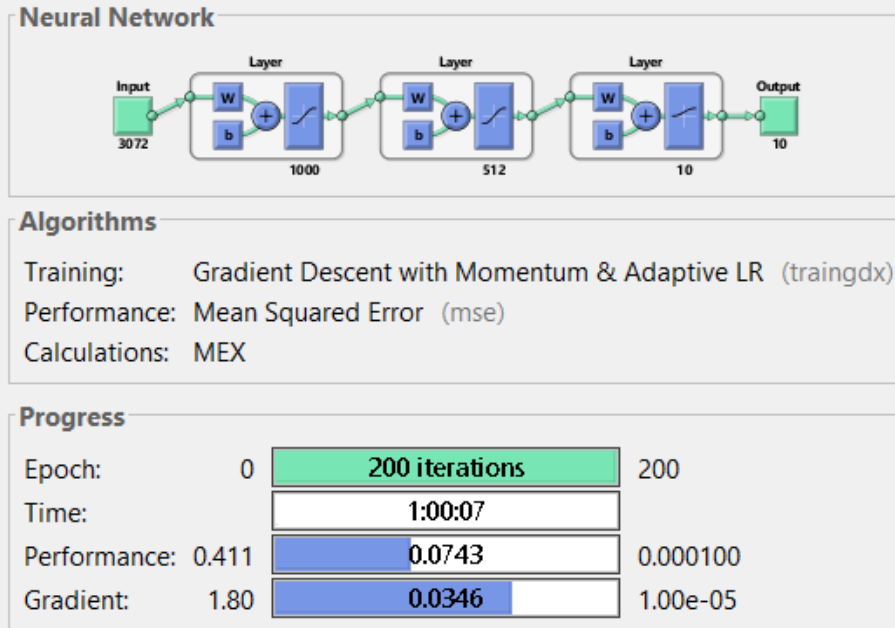 Neural Network
Layer Layer Layer
Input Output
W W W
+ + +
b b b
3072 10
1000 512 10
Algorithms
Training: Gradient Descent with Momentum & Adaptive LR (traingdx)
Performance: Mean Squared Error (mse)
Calculations: MEX
Progress
Epoch: 0 200 iterations 200
Time: 1:00:07
Performance: 0.411 0.0743 0.000100
Gradient: 1.80 0.0346 1.00e-05